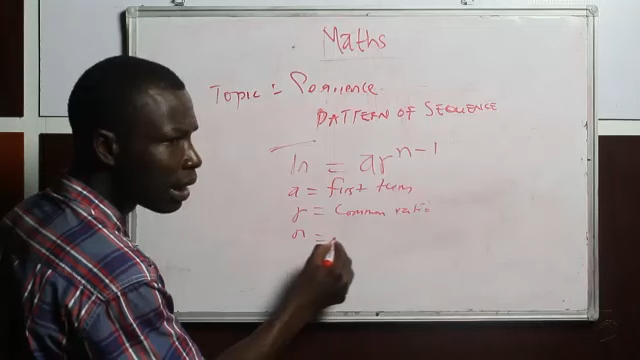 Maths
Topic :- Sequence
PATTERN OF SEQUENCE
Tn = ar^n-1
a = first term
r = Common ratio
n =